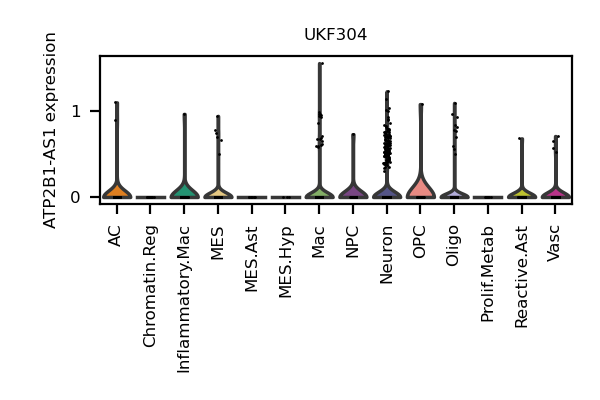 UKF304
ATP2B1-AS1 expression
1
0
AC
Chromatin.Reg
Inflammatory.Mac
MES
MES.Ast
MES.Hyp
Mac
NPC
Neuron
OPC
Oligo
Prolif.Metab
Reactive.Ast
Vasc